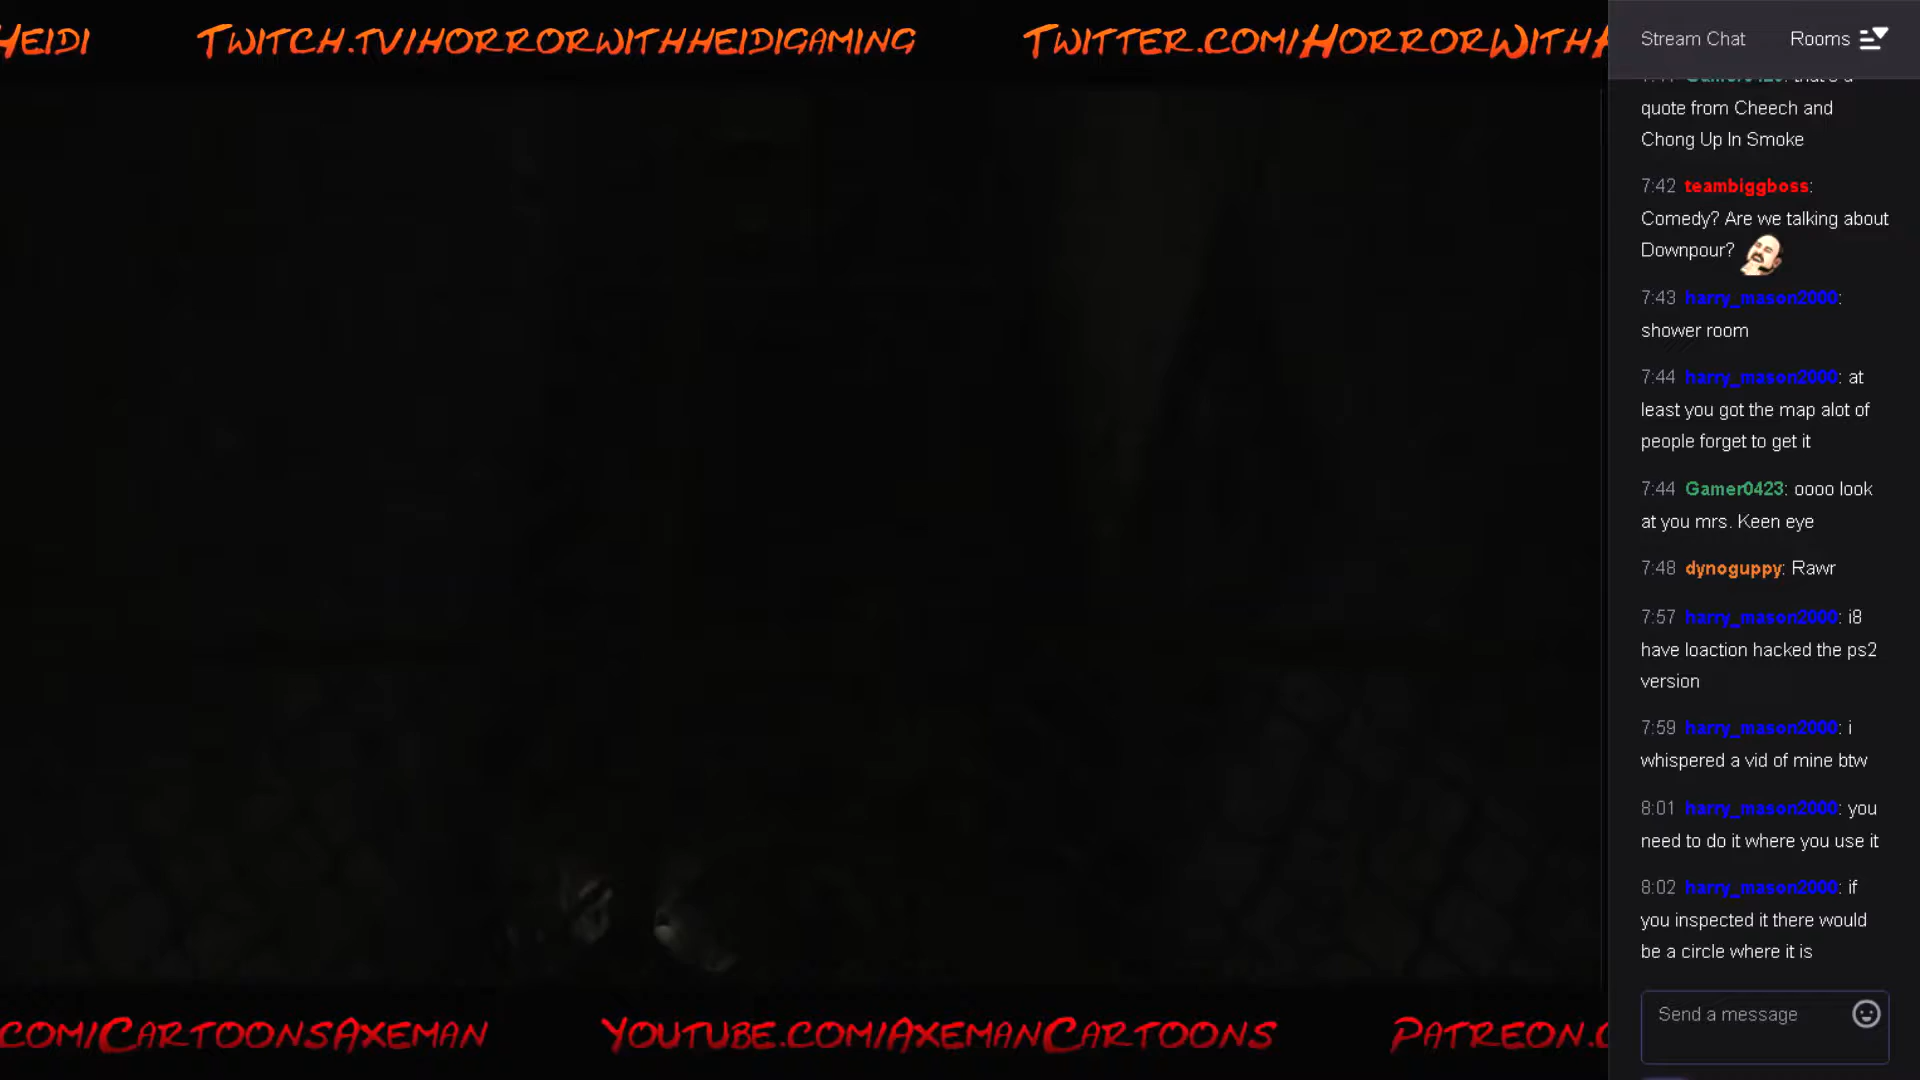 HEIDI
TWITCH.TV/HORRORWITHHEIDIGAMING
TWITTER.COM/HORRORWITHH
Stream Chat
Rooms
quote from Cheech and
Chong Up In Smoke
7:42 teambiggboss:
Comedy? Are we talking about
Downpour?
7:43 harry_mason2000:
shower room
7:44 harry_mason2000: at
least you got the map alot of
people forget to get it
7:44 Gamer0423: oooo look
at you mrs. Keen eye
7:48 dynoguppy: Rawr
7:57 harry_mason2000: i8
have loaction hacked the ps2
version
7:59 harry_mason2000: i
whispered a vid of mine btw
8:01 harry_mason2000: you
need to do it where you use it
8:02 harry_mason2000: if
you inspected it there would
be a circle where it is
Send a message
COM/CARTOONSAXEMAN
YOUTUBE.COM/AXEMANCARTOONS
PATREON.C